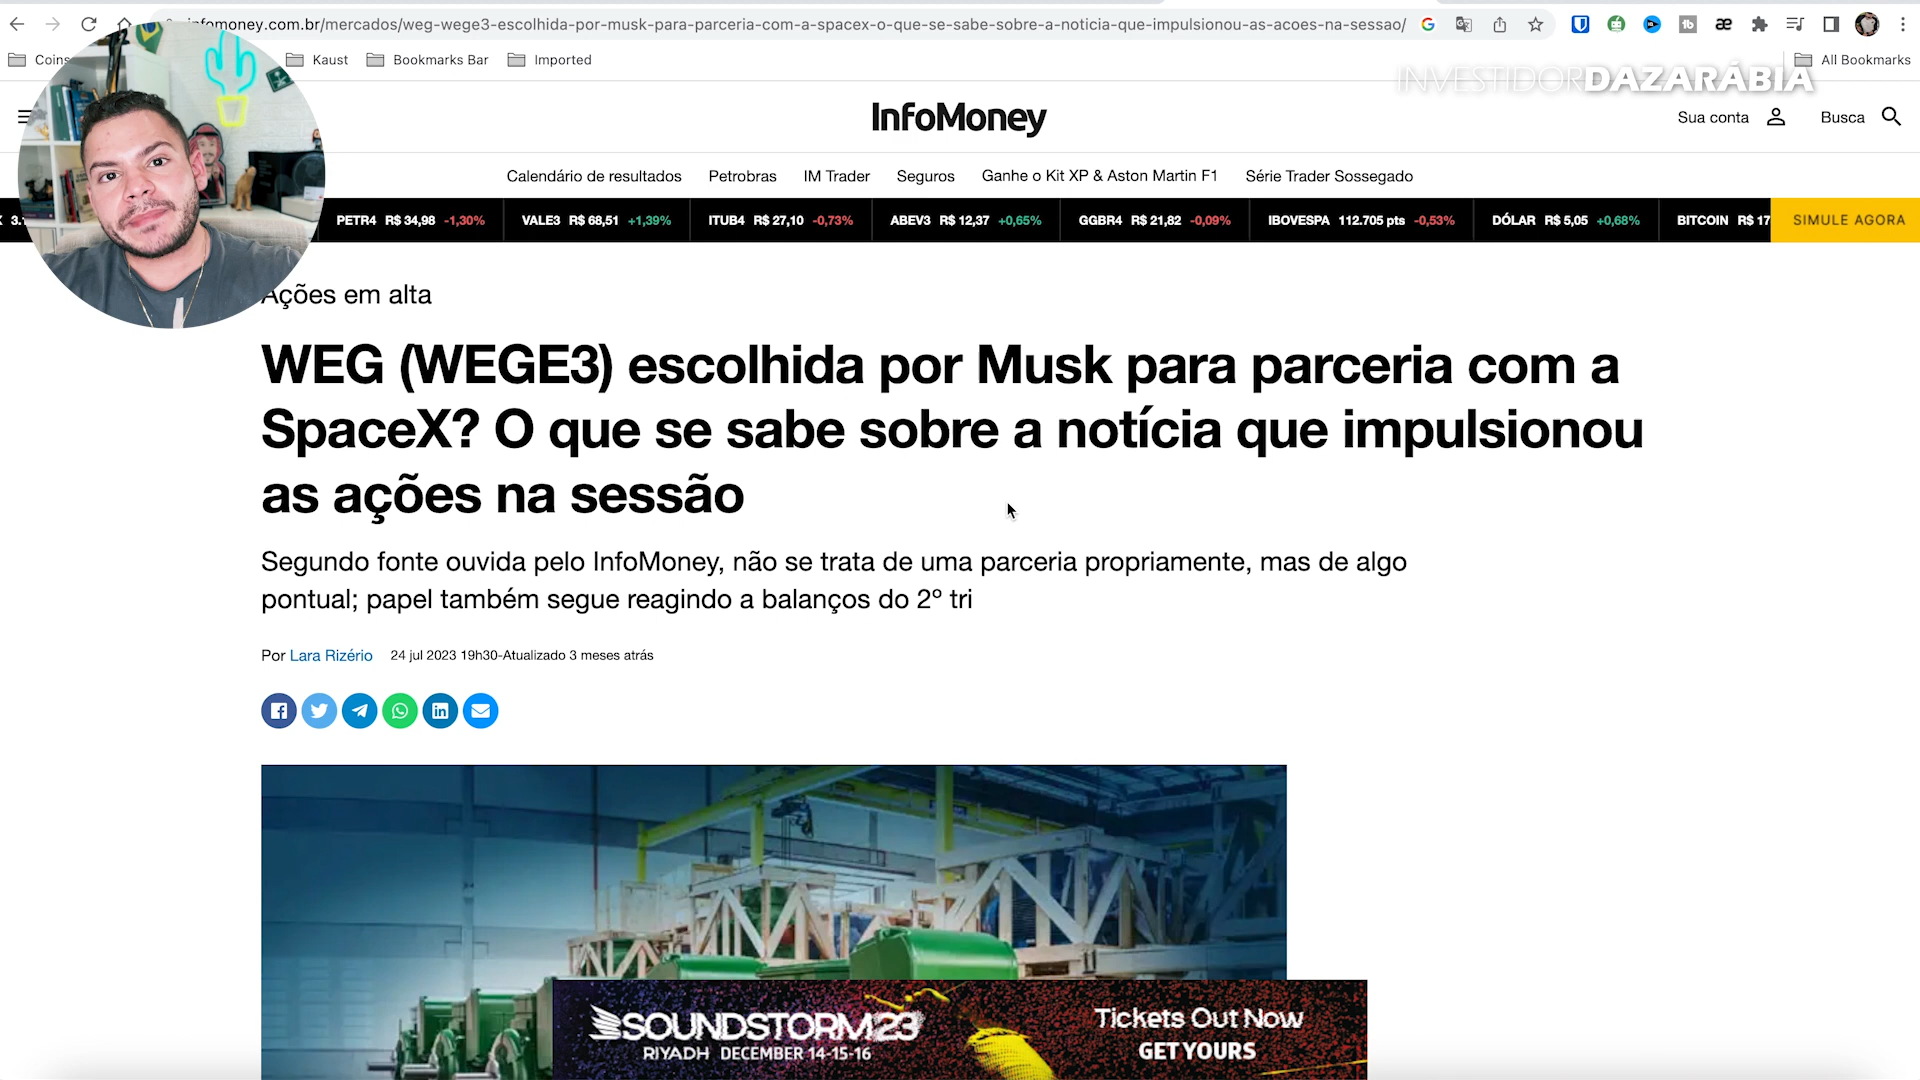 infomoney.com.br/mercados/weg-wege3-escolhida-por-musk-para-parceria-com-a-spacex-o-que-se-sabe-sobre-a-noticia-que-impulsionou-as-acoes-na-sessao/
Coins
Kaust
Bookmarks Bar
Imported
All Bookmarks
INVESTIDORDAZARÁBIA
InfoMoney
Sua conta
Busca
Calendário de resultados
Petrobras
IM Trader
Seguros
Ganhe o Kit XP & Aston Martin F1
Série Trader Sossegado
PETR4 R$ 34,98 -1,30%
VALE3 R$ 68,51 +1,39%
ITUB4 R$ 27,10 -0,73%
ABEV3 R$ 12,37 +0,65%
GGBR4 R$ 21,82 -0,09%
IBOVESPA 112.705 pts -0,53%
DÓLAR R$ 5,05 +0,68%
BITCOIN R$ 17
SIMULE AGORA
Ações em alta
WEG (WEGE3) escolhida por Musk para parceria com a
SpaceX? O que se sabe sobre a notícia que impulsionou
as ações na sessão
Segundo fonte ouvida pelo InfoMoney, não se trata de uma parceria propriamente, mas de algo
pontual; papel também segue reagindo a balanços do 2º tri
Por Lara Rizério 24 jul 2023 19h30-Atualizado 3 meses atrás
SOUNDSTORM23
RIYADH DECEMBER 14-15-16
Tickets Out Now
GET YOURS